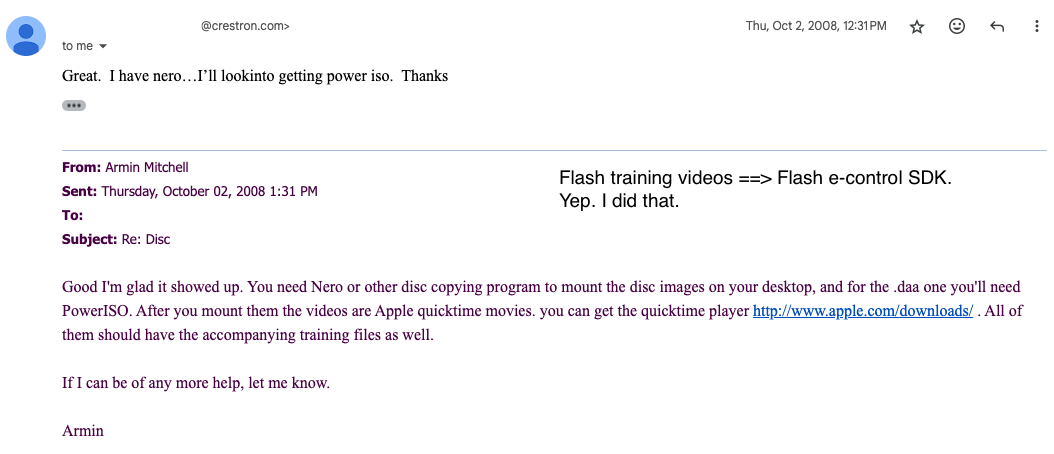 @crestron.com>
Thu, Oct 2, 2008, 12:31 PM
to me
Great.  I have nero…I’ll lookinto getting power iso.  Thanks
From: Armin Mitchell
Sent: Thursday, October 02, 2008 1:31 PM
To:
Subject: Re: Disc
Flash training videos ==> Flash e-control SDK.
Yep. I did that.
Good I'm glad it showed up. You need Nero or other disc copying program to mount the disc images on your desktop, and for the .daa one you'll need
PowerISO. After you mount them the videos are Apple quicktime movies. you can get the quicktime player http://www.apple.com/downloads/ . All of
them should have the accompanying training files as well.
If I can be of any more help, let me know.
Armin